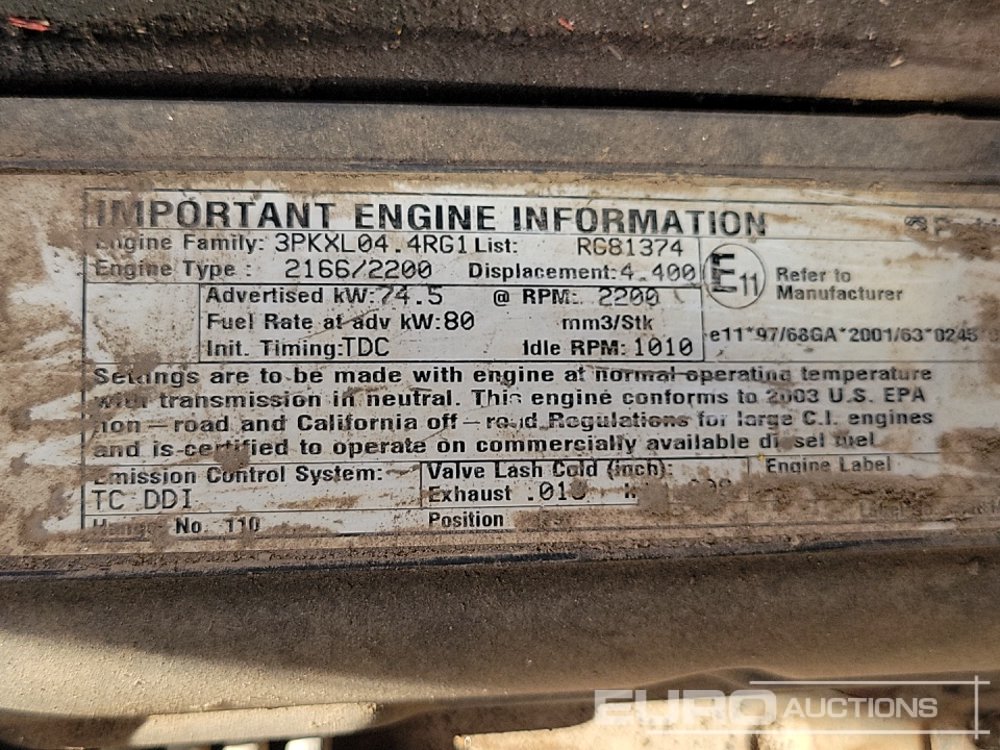 IMPORTANT ENGINE INFORMATION
Engine Family: 3PKXL04.4RG1 List: RG81374
Engine Type : 2166/2200 Displacement: 4.400
E11 Refer to
Manufacturer
Advertised kW: 74.5 @ RPM: 2200
Fuel Rate at adv kW: 80 mm3/Stk
Init. Timing: TDC Idle RPM: 1010
e11*97/68GA*2001/63*0245
Settings are to be made with engine at normal operating temperature
with transmission in neutral. This engine conforms to 2003 U.S. EPA
non-road and California off-road Regulations for large C.I. engines
and is certified to operate on commercially available diesel fuel
Emission Control System:
TC DDI
No. 110
Valve Lash Cold (inch):
Exhaust
Position
Engine Label
EURO AUCTIONS